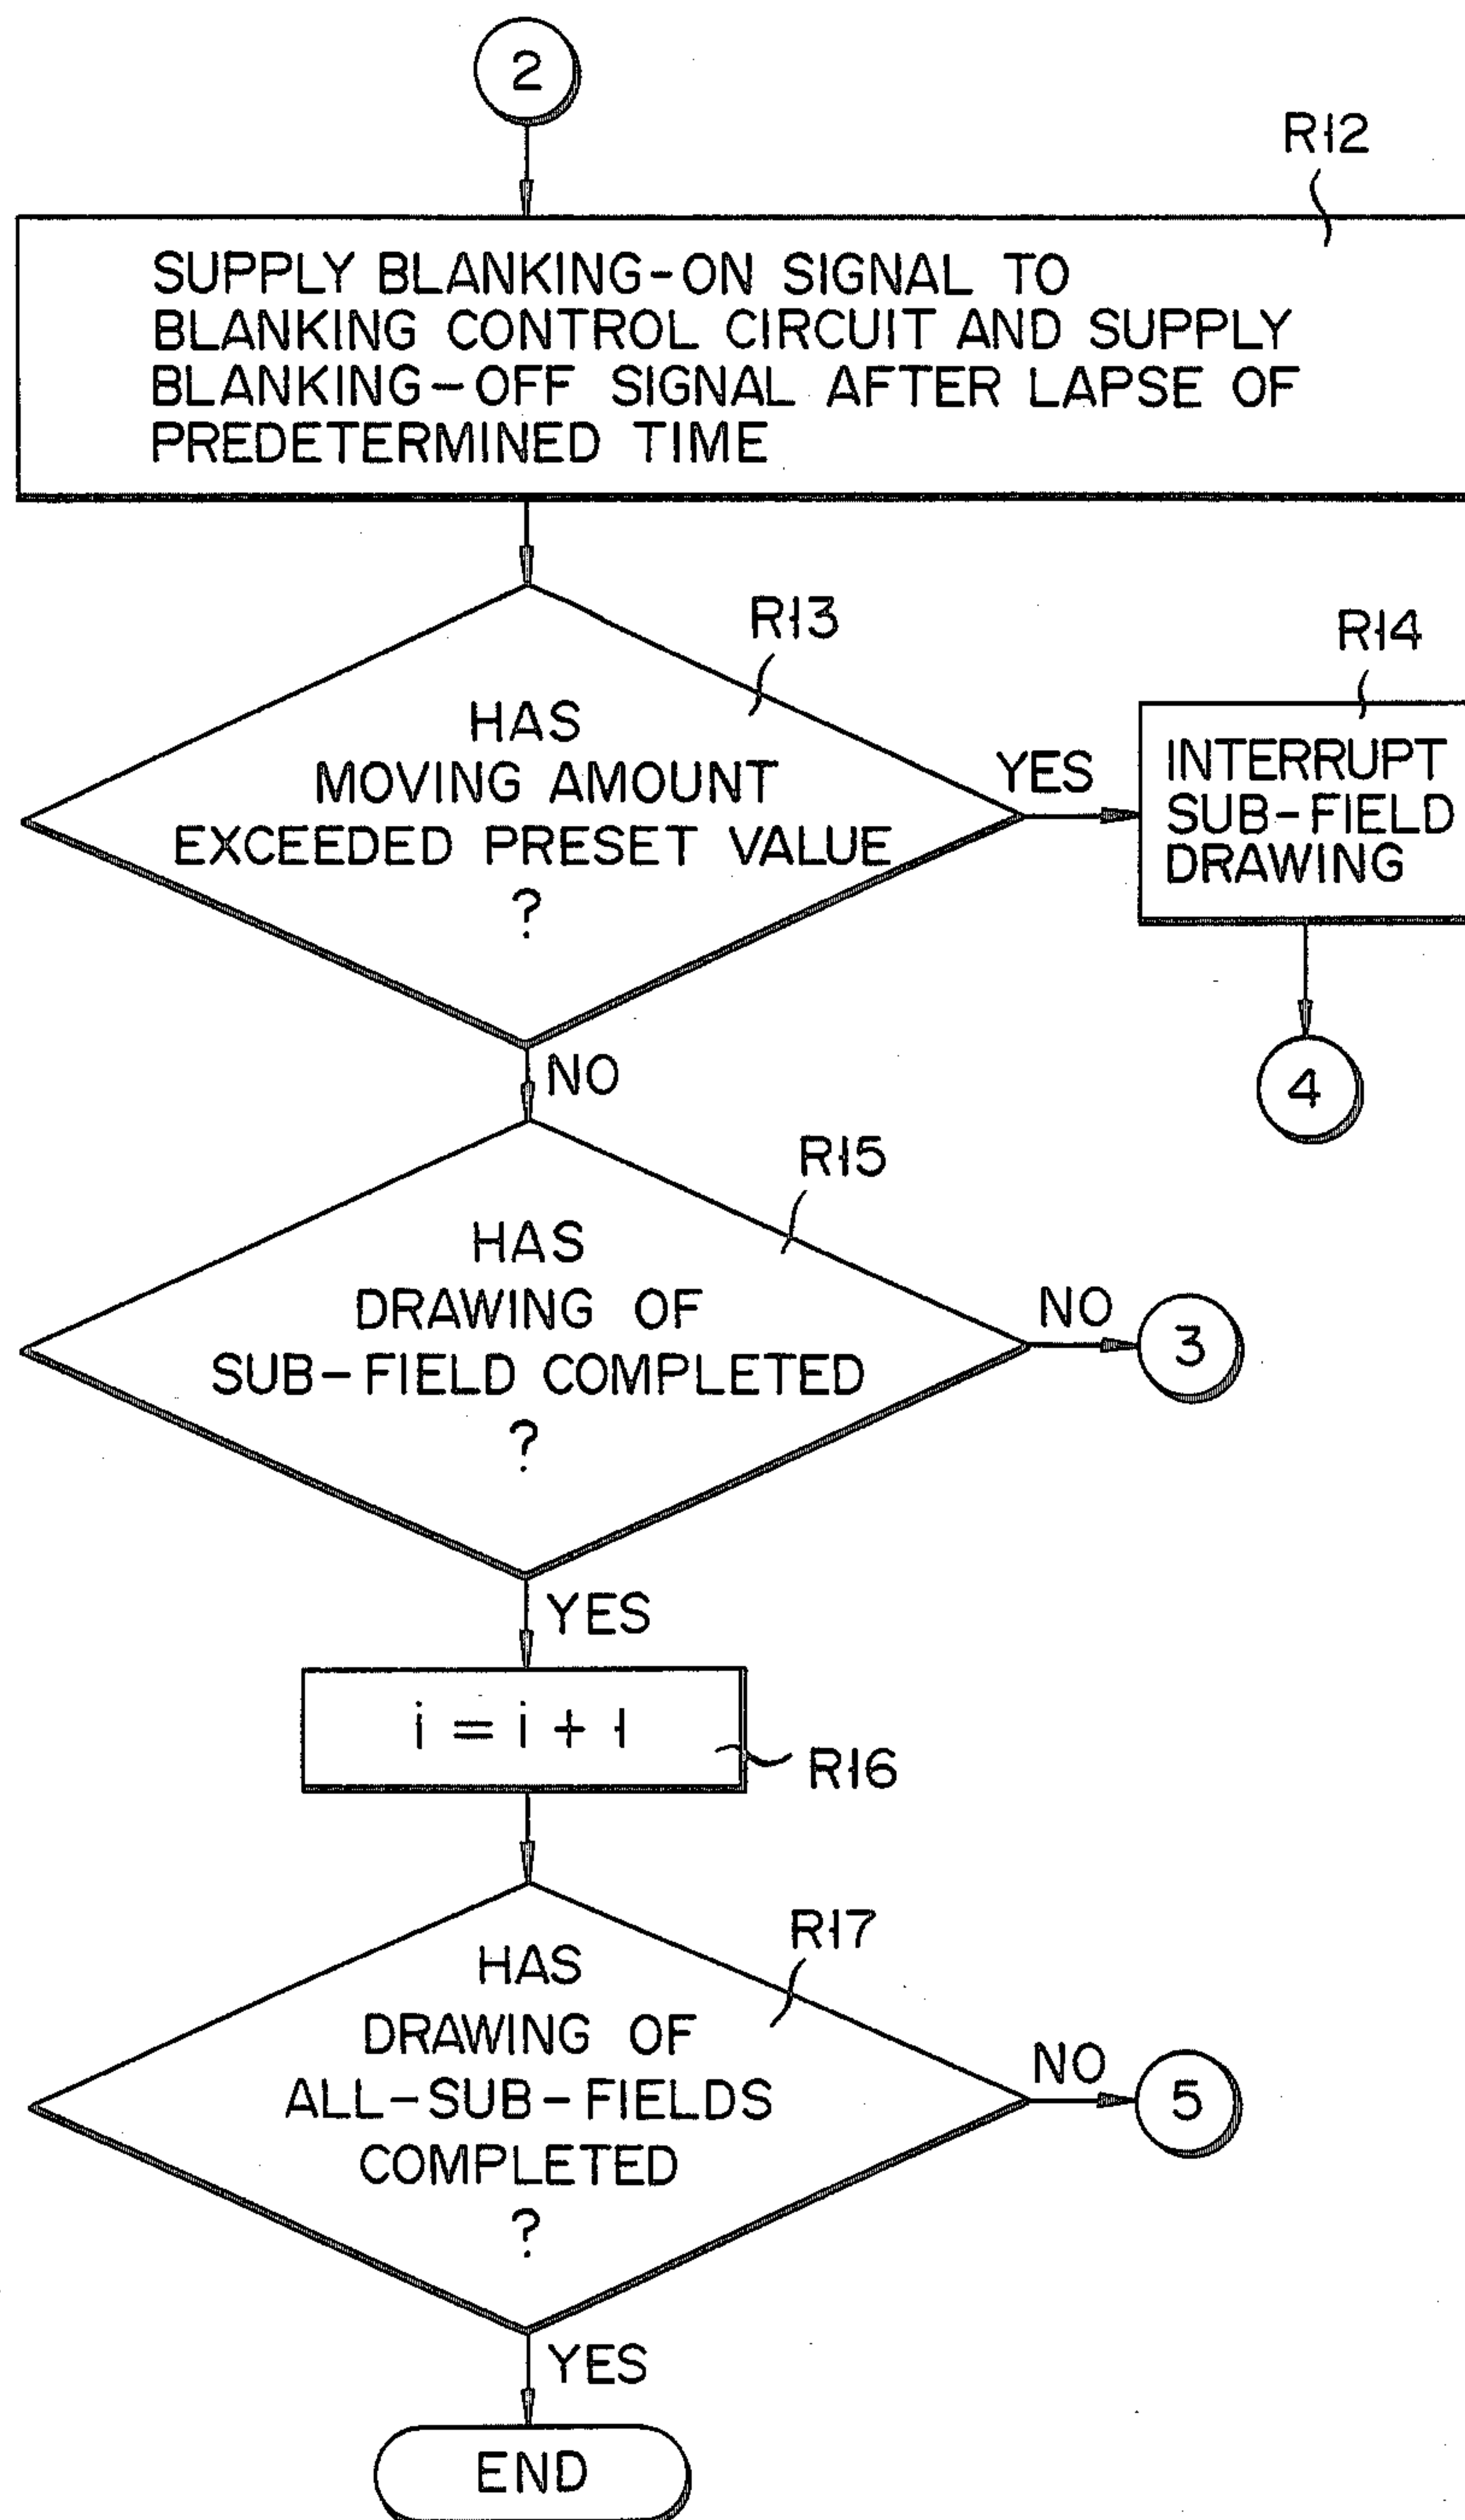 2
R12
SUPPLY BLANKING-ON SIGNAL TO
BLANKING CONTROL CIRCUIT AND SUPPLY
BLANKING-OFF SIGNAL AFTER LAPSE OF
PREDETERMINED TIME
R13
HAS
MOVING AMOUNT
EXCEEDED PRESET VALUE
?
YES
R14
INTERRUPT
SUB-FIELD
DRAWING
4
NO
R15
HAS
DRAWING OF
SUB-FIELD COMPLETED
?
NO
3
YES
i = i + 1
R16
R17
HAS
DRAWING OF
ALL-SUB-FIELDS
COMPLETED
?
NO
5
YES
END